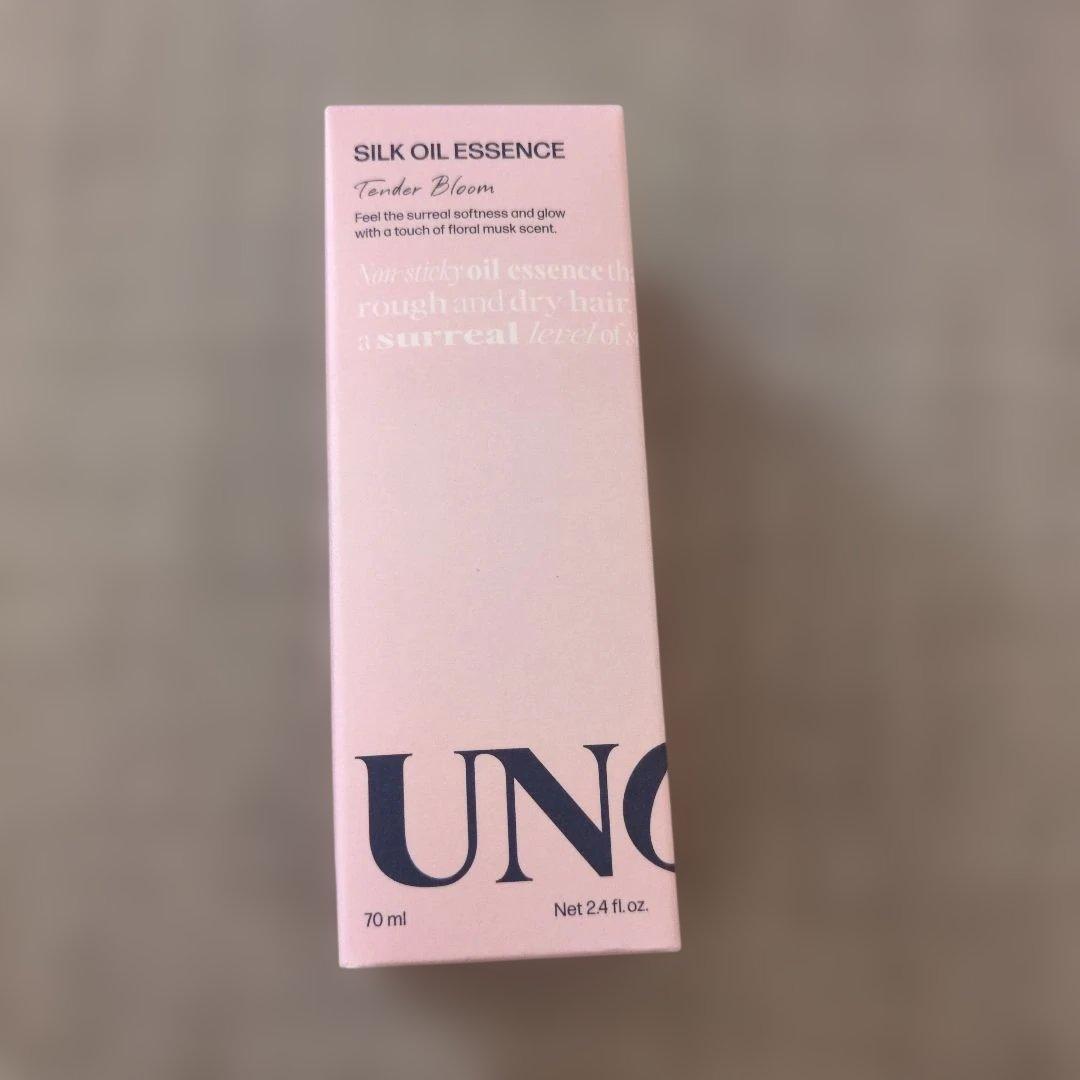 SILK OIL ESSENCE
Tender Bloom
Feel the surreal softness and glow
with a touch of floral musk scent.
Non-sticky oil essence
rough and dry hair
a surreal level of
UNO
70 ml
Net 2.4 fl. oz.